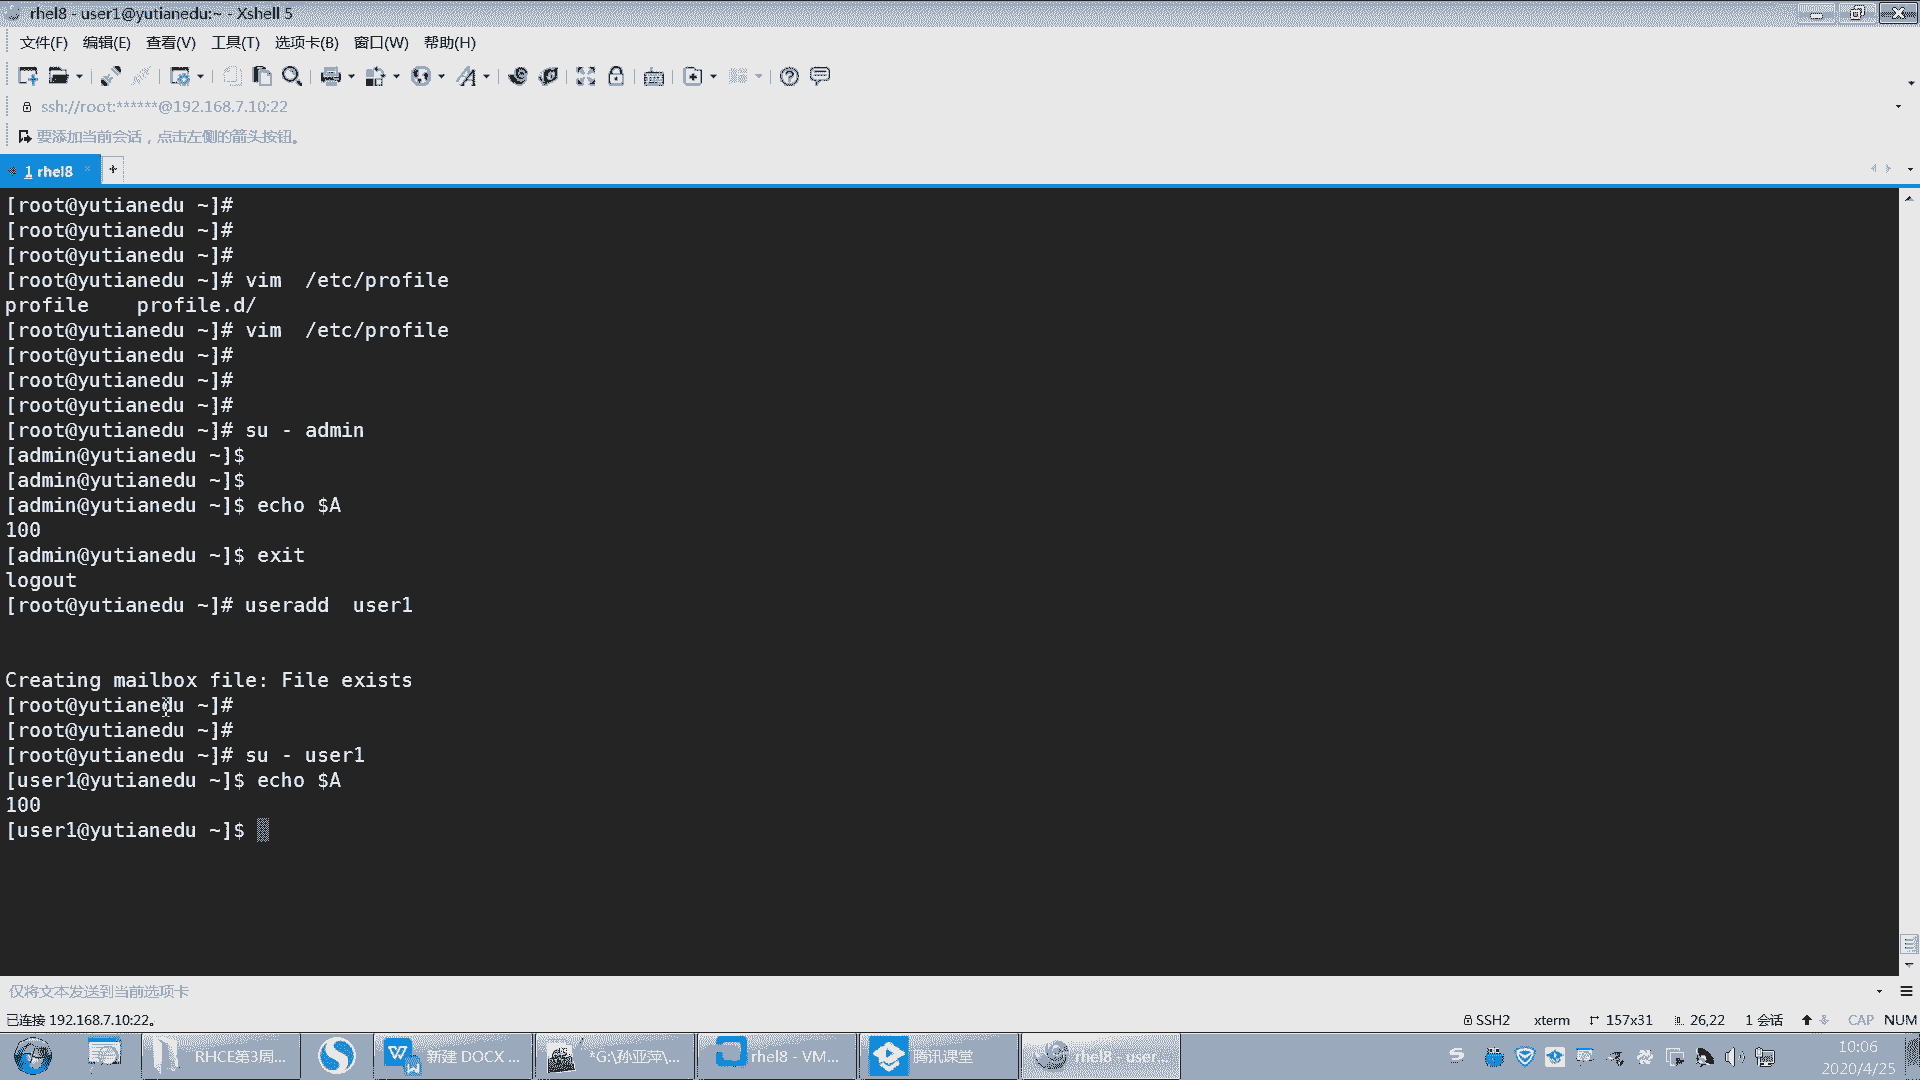 rhel8 - user1@yutianedu:~ - Xshell 5
文件(F) 编辑(E) 查看(V) 工具(T) 选项卡(B) 窗口(W) 帮助(H)
ssh://root:******@192.168.7.10:22
要添加当前会话，点击左侧的箭头按钮。
1 rhel8 × +
[root@yutianedu ~]#
[root@yutianedu ~]#
[root@yutianedu ~]#
[root@yutianedu ~]# vim  /etc/profile
profile    profile.d/
[root@yutianedu ~]# vim  /etc/profile
[root@yutianedu ~]#
[root@yutianedu ~]#
[root@yutianedu ~]#
[root@yutianedu ~]# su - admin
[admin@yutianedu ~]$
[admin@yutianedu ~]$
[admin@yutianedu ~]$ echo $A
100
[admin@yutianedu ~]$ exit
logout
[root@yutianedu ~]# useradd  user1
Creating mailbox file: File exists
[root@yutianedu ~]#
[root@yutianedu ~]#
[root@yutianedu ~]# su - user1
[user1@yutianedu ~]$ echo $A
100
[user1@yutianedu ~]$
仅将文本发送到当前选项卡
已连接 192.168.7.10:22。 SSH2 xterm 157x31 26,22 1 会话 CAP NUM
RHCE第3周... 新建 DOCX ... *G:\孙亚萍\... rhel8 - VM... 腾讯课堂 rhel8 - user... 10:06
2020/4/25